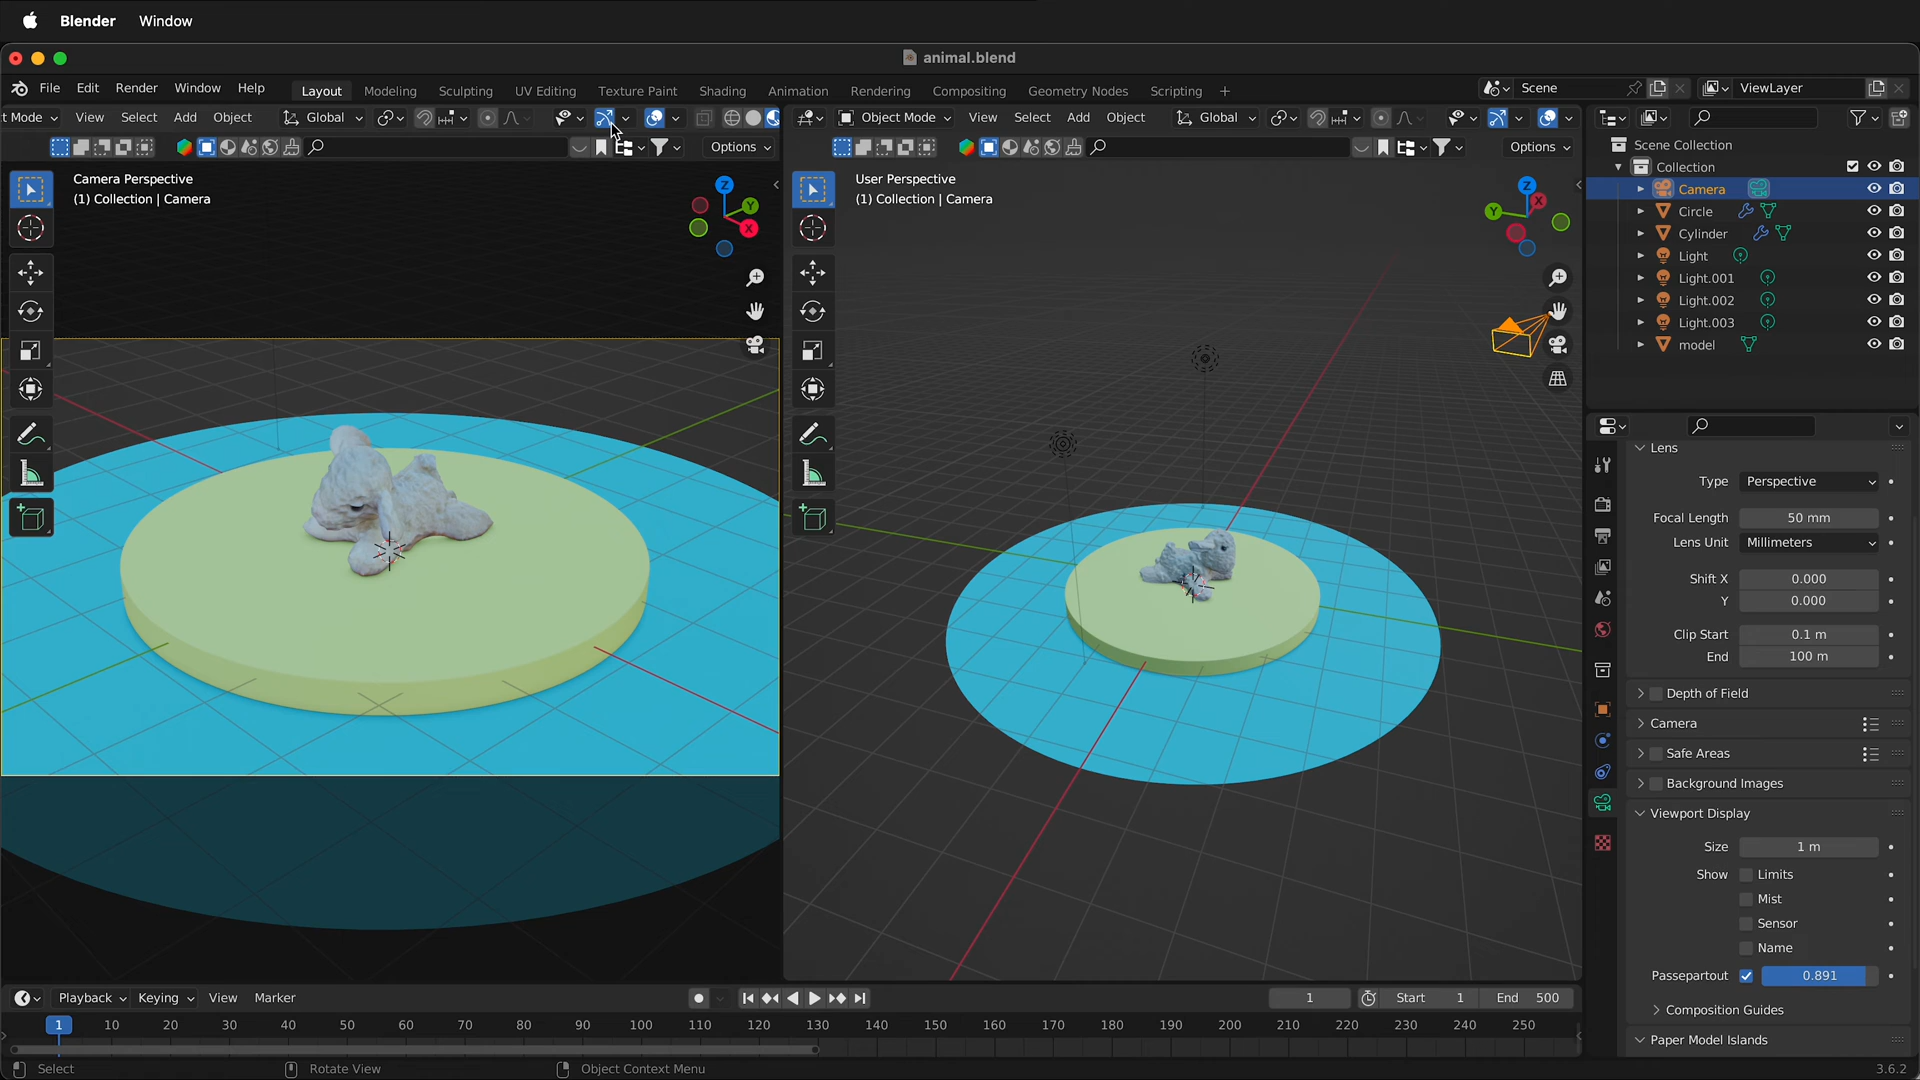 Blender Window
animal.blend
File Edit Render Window Help Layout Modeling Sculpting UV Editing Texture Paint Shading Animation Rendering Compositing Geometry Nodes Scripting + Scene ViewLayer
t Mode View Select Add Object Global
Object Mode View Select Add Object Global
Options
Options
Camera Perspective
(1) Collection | Camera
Z
Y
X
User Perspective
(1) Collection | Camera
Z
X
Y
Scene Collection
Collection
Camera
Circle
Cylinder
Light
Light.001
Light.002
Light.003
model
Lens
Type Perspective
Focal Length 50 mm
Lens Unit Millimeters
Shift X 0.000
Y 0.000
Clip Start 0.1 m
End 100 m
Depth of Field
Camera
Safe Areas
Background Images
Viewport Display
Size 1 m
Show Limits
Mist
Sensor
Name
Passepartout 0.891
Composition Guides
Paper Model Islands
Playback Keying View Marker 1 Start 1 End 500
1 10 20 30 40 50 60 70 80 90 100 110 120 130 140 150 160 170 180 190 200 210 220 230 240 250
Select Rotate View Object Context Menu 3.6.2